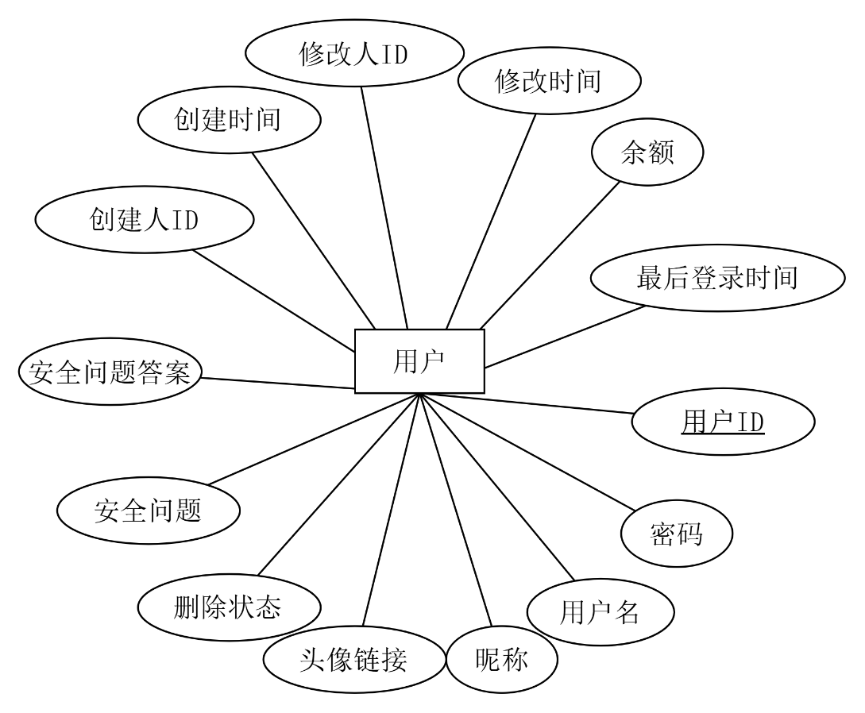 修改人ID
修改时间
创建时间
余额
创建人ID
最后登录时间
用户
安全问题答案
用户ID
安全问题
密码
删除状态
用户名
头像链接
昵称